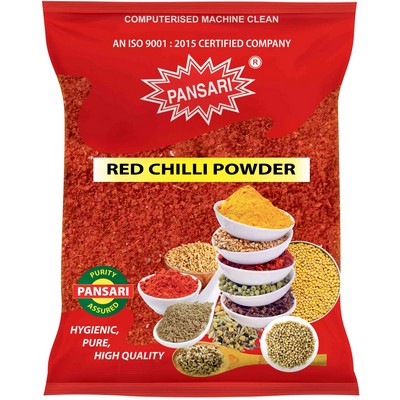 COMPUTERISED MACHINE CLEAN
AN ISO 9001 : 2015 CERTIFIED COMPANY
PANSARI ®
RED CHILLI POWDER
PURITY
PANSARI
ASSURED
HYGIENIC,
PURE,
HIGH QUALITY